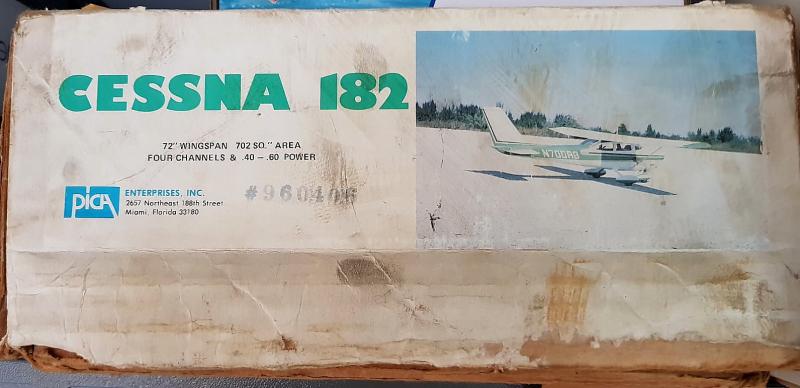 CESSNA 182
72" WINGSPAN 702 SQ." AREA
FOUR CHANNELS & .40 – .60 POWER
pica ENTERPRISES, INC.
2657 Northeast 188th Street
Miami, Florida 33180
#960406
N70DRB